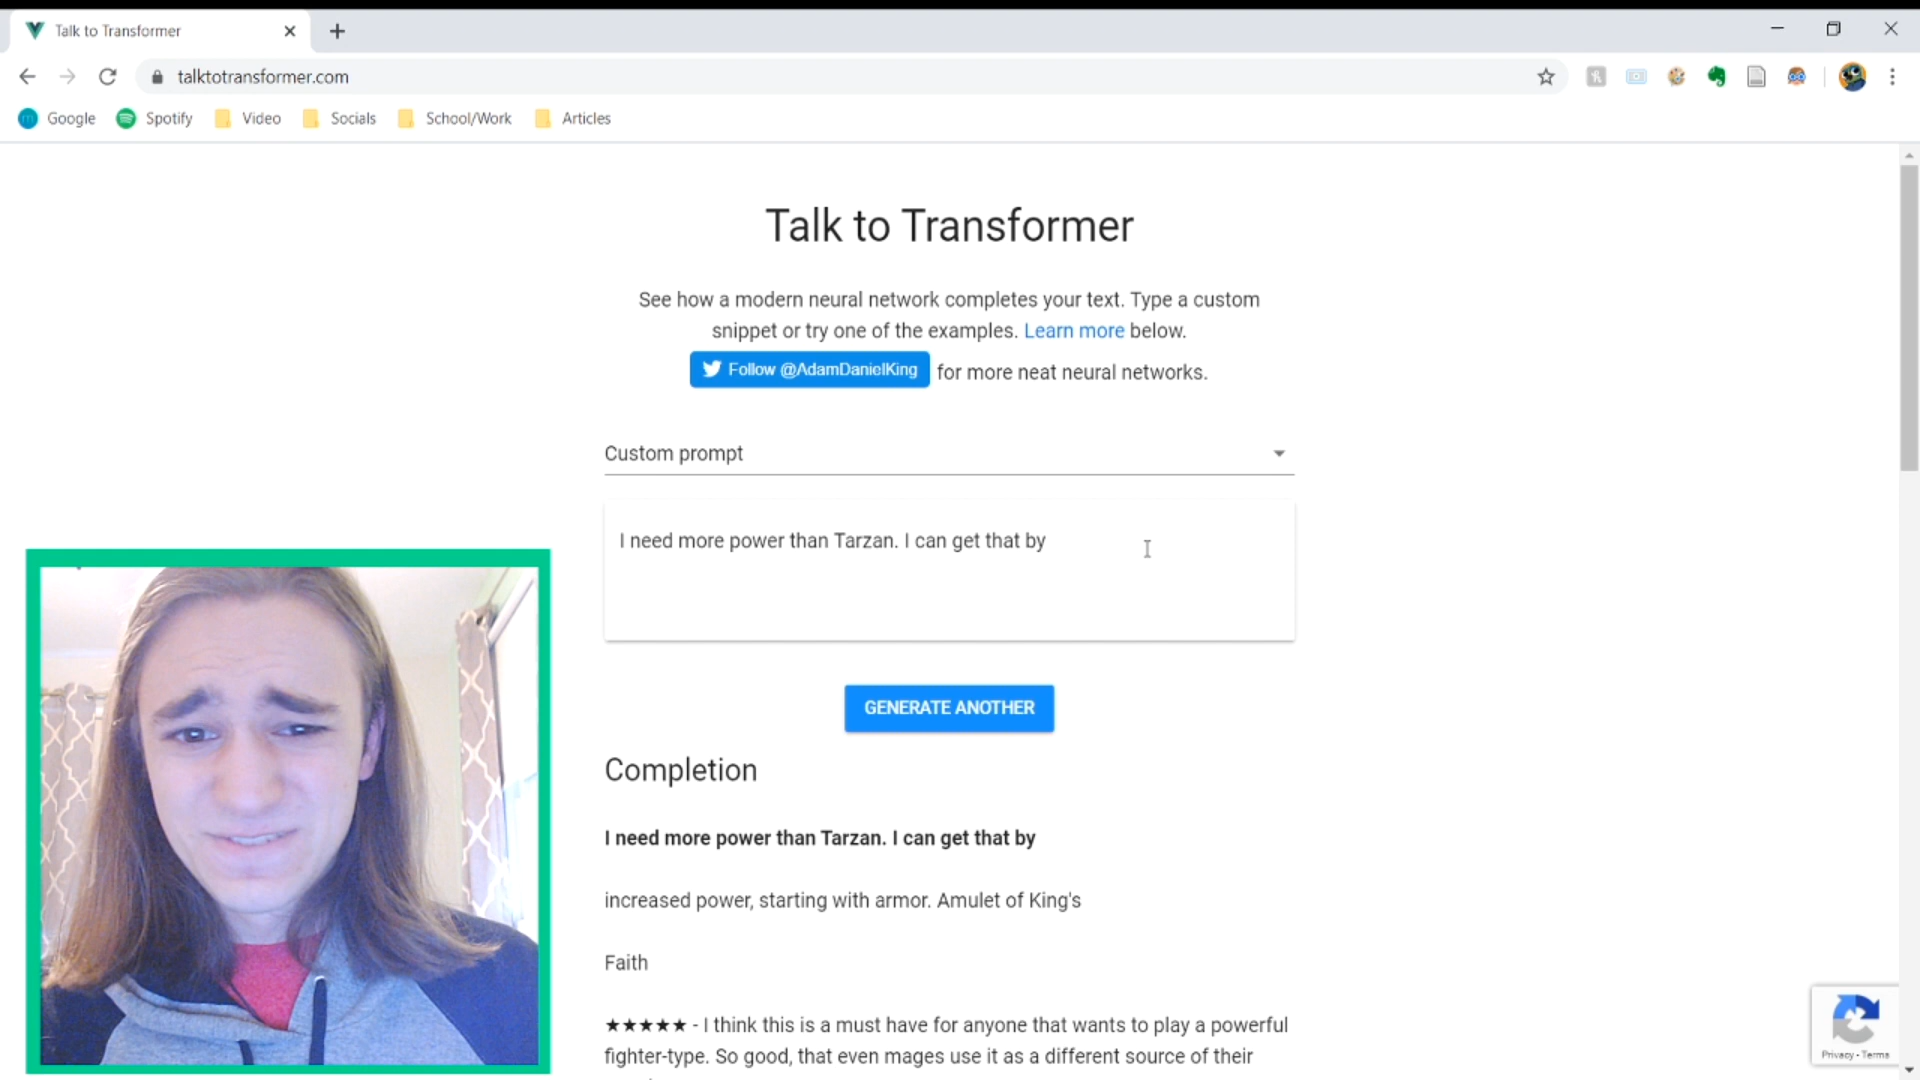 Talk to Transformer
talktotransformer.com
Google Spotify Video Socials School/Work Articles
Talk to Transformer
See how a modern neural network completes your text. Type a custom
snippet or try one of the examples. Learn more below.
Follow @AdamDanielKing for more neat neural networks.
Custom prompt
I need more power than Tarzan. I can get that by
GENERATE ANOTHER
Completion
I need more power than Tarzan. I can get that by
increased power, starting with armor. Amulet of King's
Faith
★★★★★ - I think this is a must have for anyone that wants to play a powerful
fighter-type. So good, that even mages use it as a different source of their
Privacy - Terms